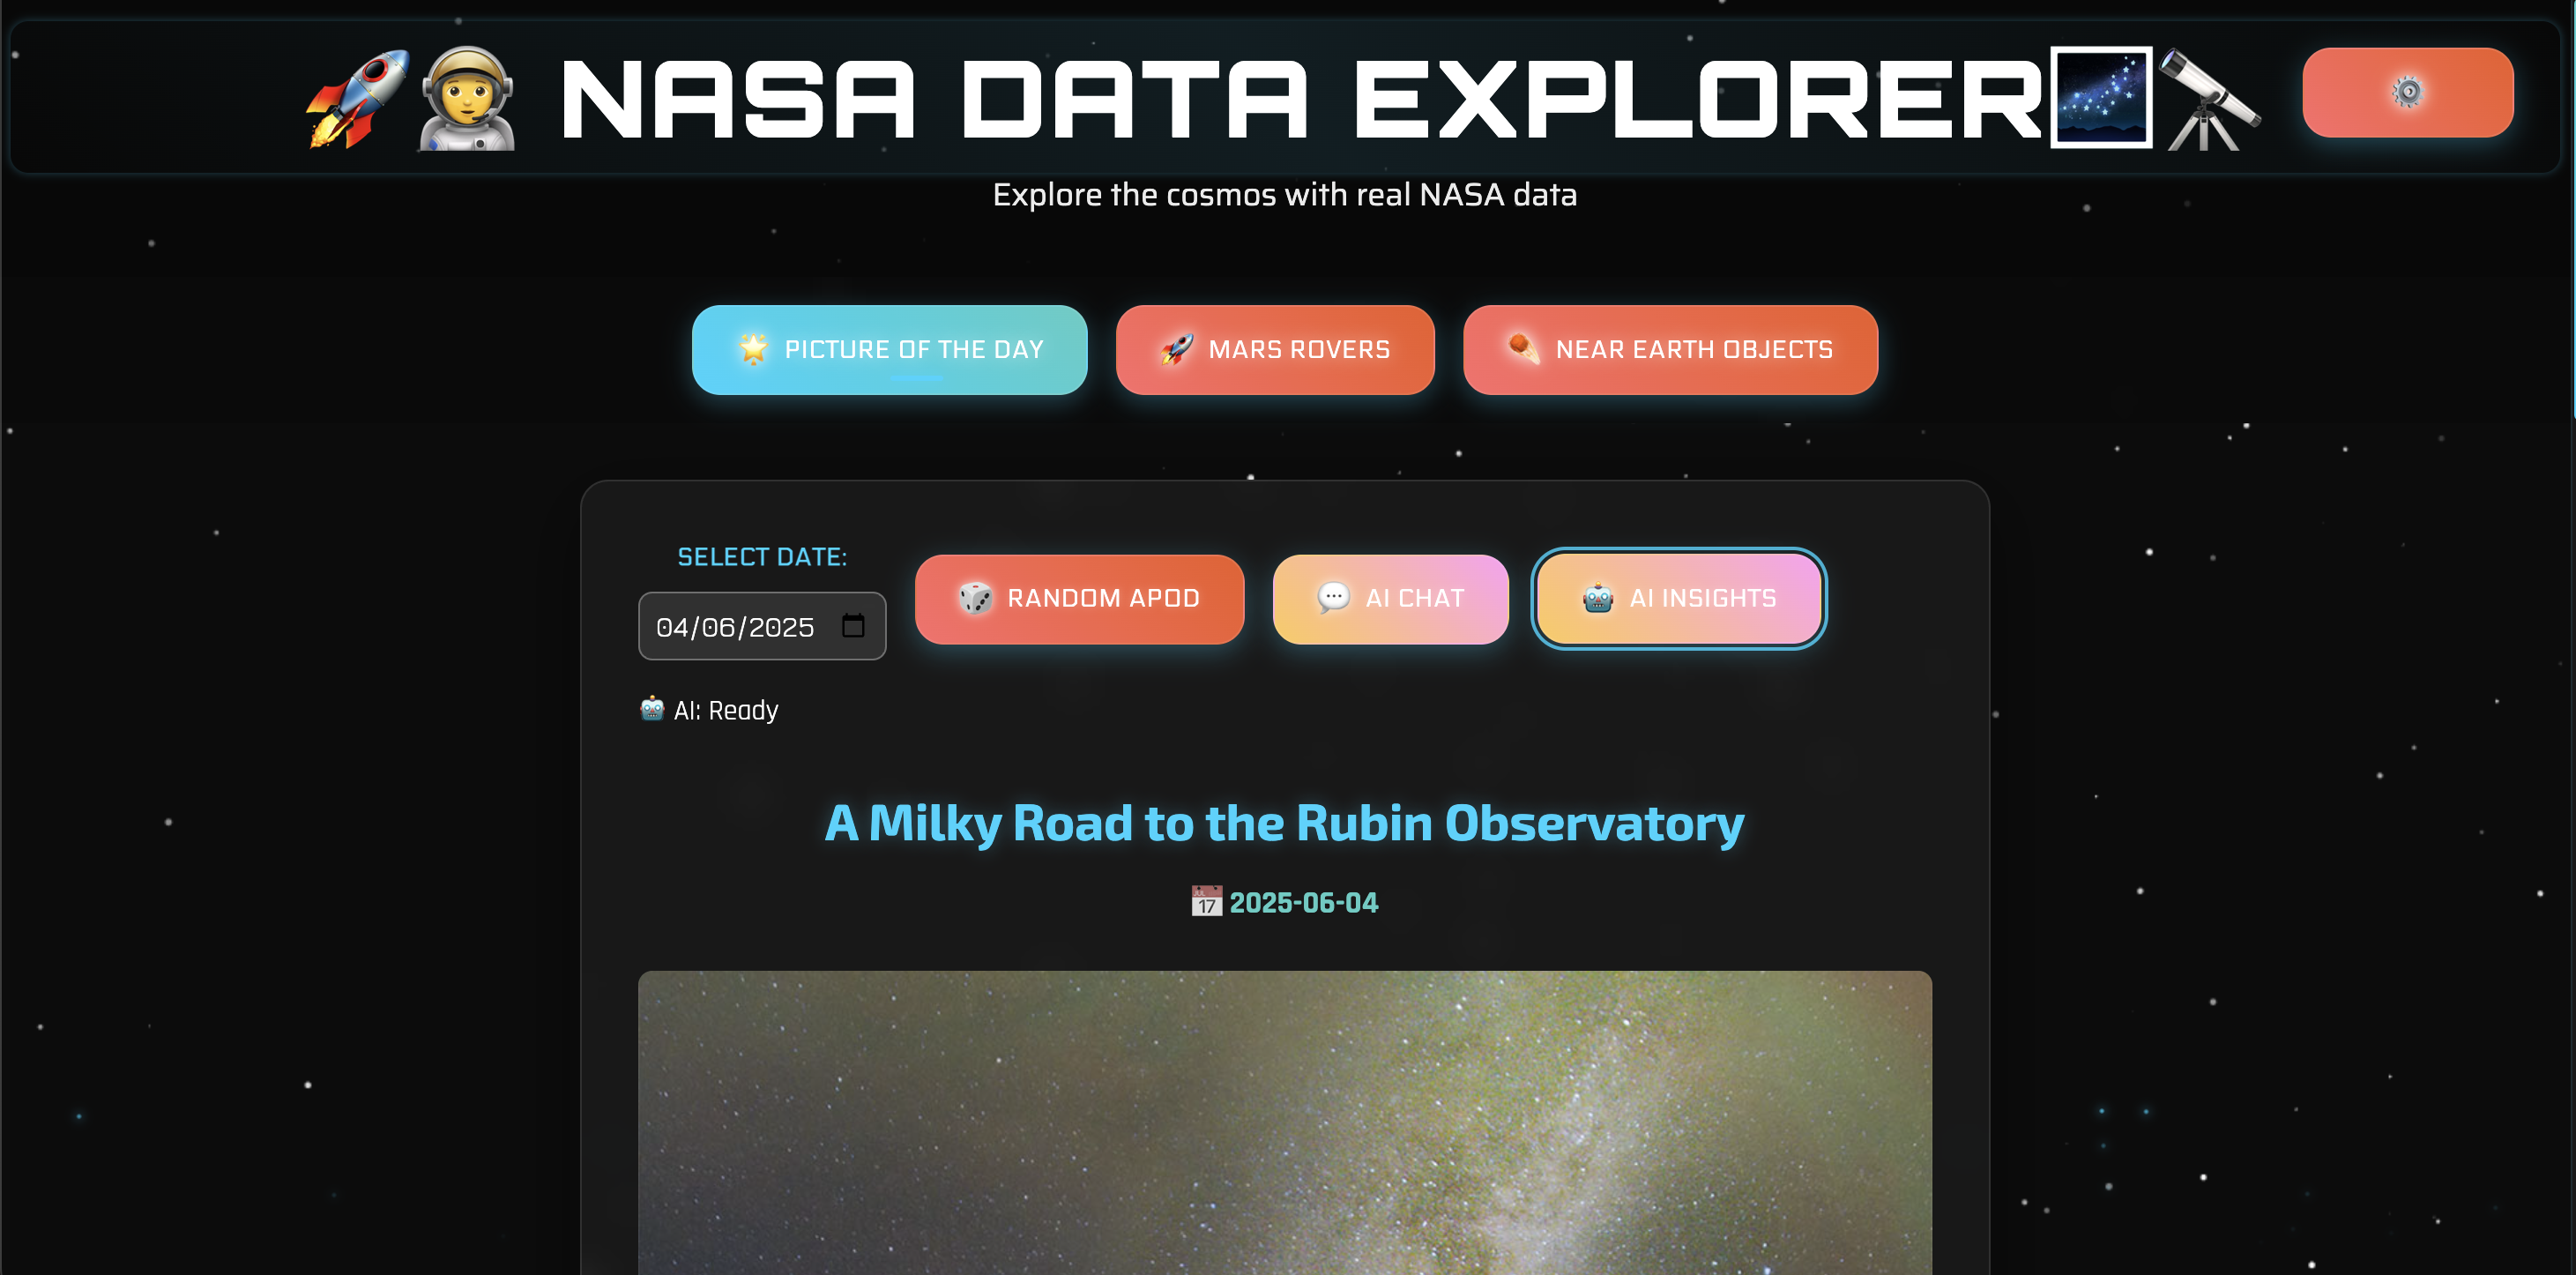 NASA DATA EXPLORER
Explore the cosmos with real NASA data
PICTURE OF THE DAY
MARS ROVERS
NEAR EARTH OBJECTS
SELECT DATE:
04/06/2025
RANDOM APOD
AI CHAT
AI INSIGHTS
AI: Ready
A Milky Road to the Rubin Observatory
JUL 17 2025-06-04